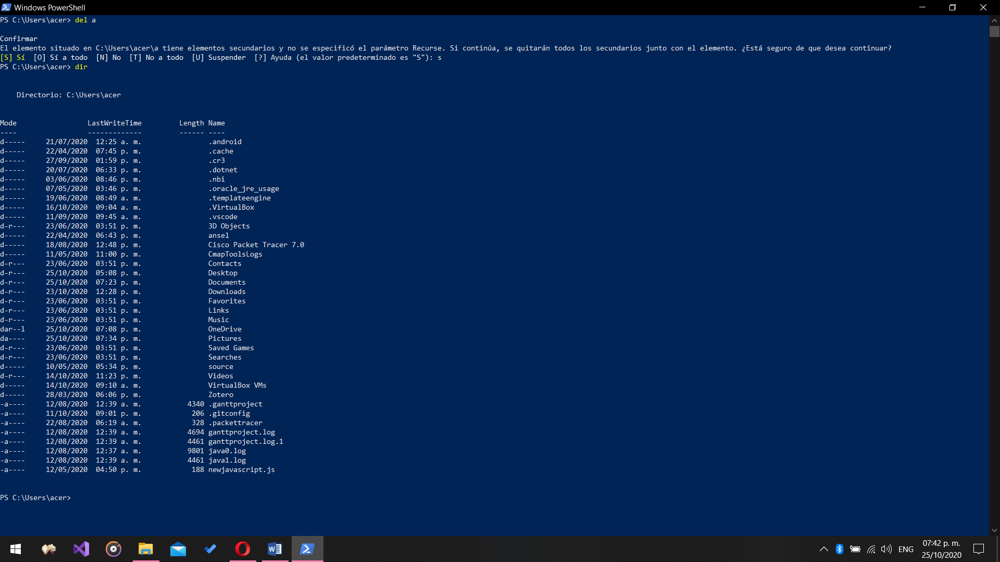 Windows PowerShell
PS C:\Users\acer> del a
Confirmar
El elemento situado en C:\Users\acer\a tiene elementos secundarios y no se especificó el parámetro Recurse. Si continúa, se quitarán todos los secundarios junto con el elemento. ¿Está seguro de que desea continuar?
[S] Sí  [O] Sí a todo  [N] No  [T] No a todo  [U] Suspender  [?] Ayuda (el valor predeterminado es "S"): s
PS C:\Users\acer> dir
Directorio: C:\Users\acer
Mode                 LastWriteTime         Length Name
----                 -------------         ------ ----
d-----     21/07/2020  12:25 a. m.                .android
d-----     22/04/2020  07:45 p. m.                .cache
d-----     27/09/2020  01:59 p. m.                .cr3
d-----     20/07/2020  06:33 p. m.                .dotnet
d-----     03/06/2020  08:46 p. m.                .nbi
d-----     07/05/2020  03:46 p. m.                .oracle_jre_usage
d-----     19/06/2020  08:49 a. m.                .templateengine
d-----     16/10/2020  09:04 a. m.                .VirtualBox
d-----     11/09/2020  09:45 a. m.                .vscode
d-r---     23/06/2020  03:51 p. m.                3D Objects
d-----     22/04/2020  06:43 p. m.                ansel
d-----     18/08/2020  12:48 p. m.                Cisco Packet Tracer 7.0
d-----     11/05/2020  11:00 p. m.                CmapToolsLogs
d-r---     23/06/2020  03:51 p. m.                Contacts
d-r---     25/10/2020  05:08 p. m.                Desktop
d-r---     25/10/2020  07:23 p. m.                Documents
d-r---     23/10/2020  12:28 p. m.                Downloads
d-r---     23/06/2020  03:51 p. m.                Favorites
d-r---     23/06/2020  03:51 p. m.                Links
d-r---     23/06/2020  03:51 p. m.                Music
dar--l     25/10/2020  07:08 p. m.                OneDrive
da----     25/10/2020  07:34 p. m.                Pictures
d-r---     23/06/2020  03:51 p. m.                Saved Games
d-r---     23/06/2020  03:51 p. m.                Searches
d-----     10/05/2020  05:34 p. m.                source
d-r---     14/10/2020  11:23 p. m.                Videos
d-----     14/10/2020  09:10 a. m.                VirtualBox VMs
d-----     28/03/2020  06:06 p. m.                Zotero
-a----     12/08/2020  12:39 a. m.           4340 .ganttproject
-a----     11/10/2020  09:01 p. m.            206 .gitconfig
-a----     22/08/2020  06:19 a. m.            328 .packettracer
-a----     12/08/2020  12:39 a. m.           4694 ganttproject.log
-a----     12/08/2020  12:39 a. m.           4461 ganttproject.log.1
-a----     12/08/2020  12:37 a. m.           9801 java0.log
-a----     12/08/2020  12:39 a. m.           4461 java1.log
-a----     12/05/2020  04:50 p. m.            188 newjavascript.js
PS C:\Users\acer>
ENG
07:42 p. m.
25/10/2020